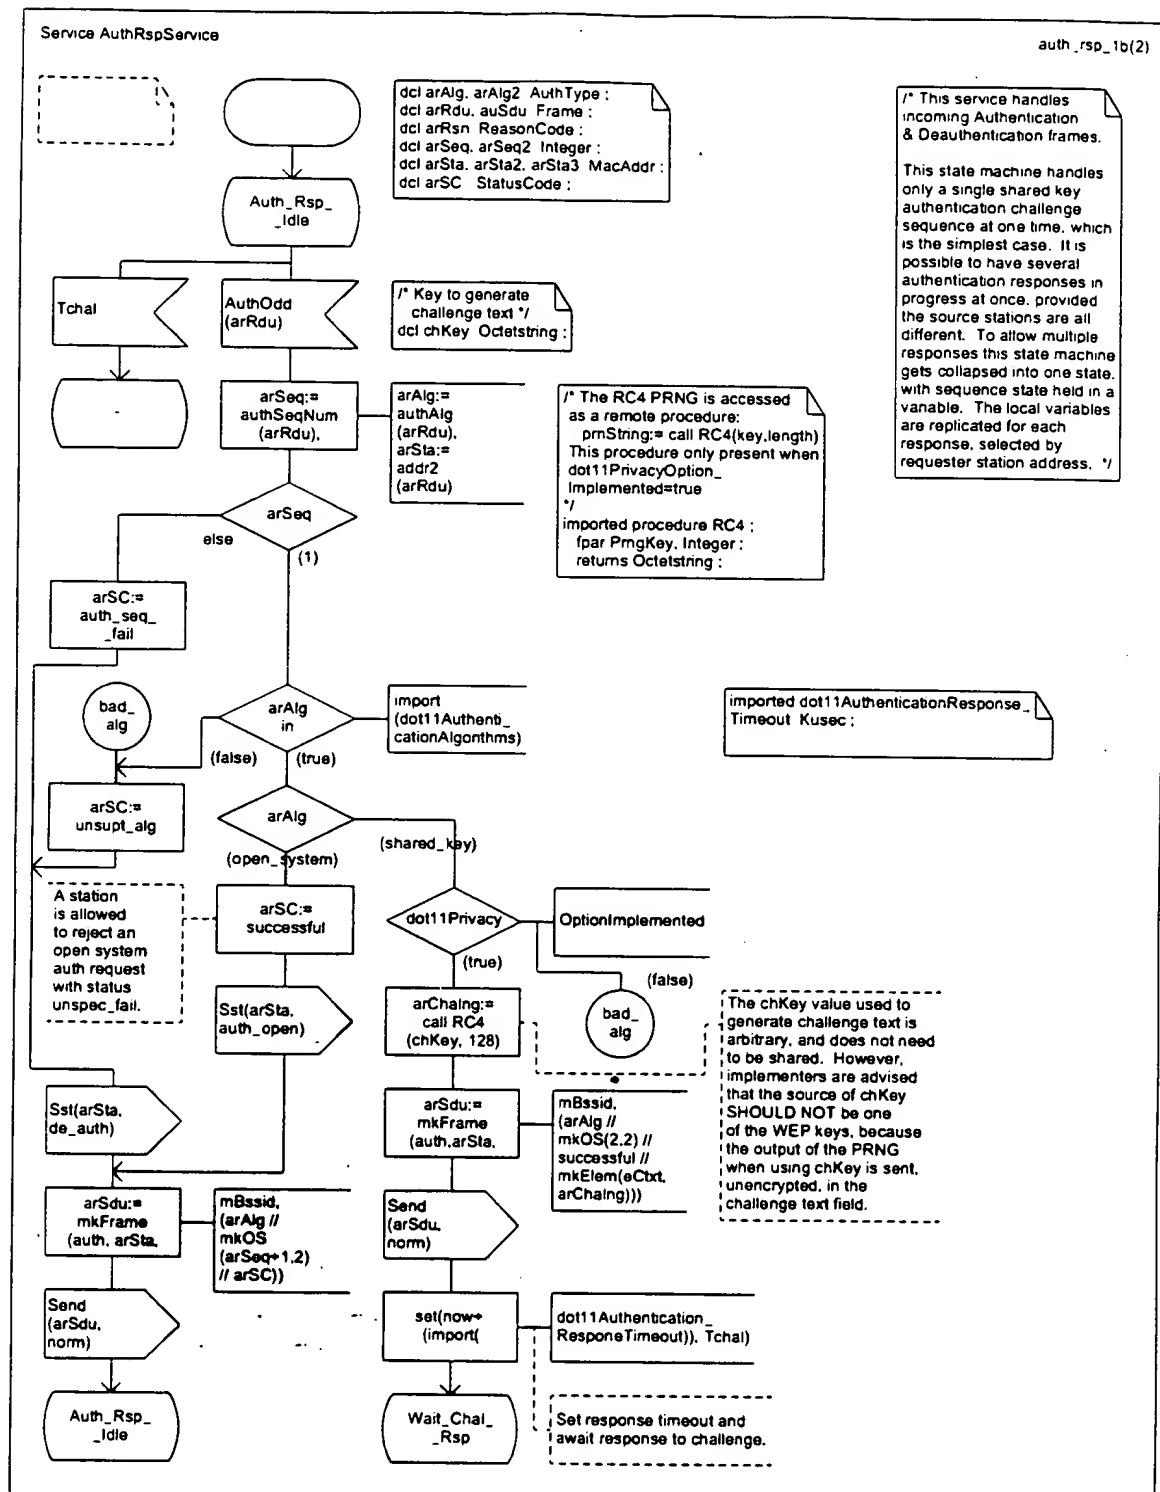 Service AuthRspService
auth_rsp_1b(2)
dcl arAlg, arAlg2 AuthType ;
dcl arRdu, auSdu Frame ;
dcl arRsn ReasonCode ;
dcl arSeq, arSeq2 Integer ;
dcl arSta, arSta2, arSta3 MacAddr ;
dcl arSC StatusCode ;
/* This service handles
incoming Authentication
& Deauthentication frames.
This state machine handles
only a single shared key
authentication challenge
sequence at one time, which
is the simplest case. It is
possible to have several
authentication responses in
progress at once, provided
the source stations are all
different. To allow multiple
responses this state machine
gets collapsed into one state,
with sequence state held in a
variable. The local variables
are replicated for each
response, selected by
requester station address. */
Auth_Rsp_
_Idle
Tchal
AuthOdd
(arRdu)
/* Key to generate
challenge text */
dcl chKey Octetstring ;
-
arSeq:=
authSeqNum
(arRdu),
arAlg:=
authAlg
(arRdu),
arSta:=
addr2
(arRdu)
/* The RC4 PRNG is accessed
as a remote procedure:
prnString:= call RC4(key,length)
This procedure only present when
dot11PrivacyOption_
Implemented=true
*/
imported procedure RC4 ;
fpar PrngKey, Integer ;
returns Octetstring ;
arSeq
else
(1)
arSC:=
auth_seq_
_fail
bad_
alg
arAlg
in
import
(dot11Authenti_
cationAlgorithms)
imported dot11AuthenticationResponse_
Timeout Kusec ;
(false)
(true)
arSC:=
unsupt_alg
arAlg
(shared_key)
(open_system)
A station
is allowed
to reject an
open system
auth request
with status
unspec_fail.
arSC:=
successful
dot11Privacy
OptionImplemented
(true)
(false)
Sst(arSta,
auth_open)
arChalng:=
call RC4
(chKey, 128)
bad_
alg
The chKey value used to
generate challenge text is
arbitrary, and does not need
to be shared. However,
implementers are advised
that the source of chKey
SHOULD NOT be one
of the WEP keys, because
the output of the PRNG
when using chKey is sent,
unencrypted, in the
challenge text field.
Sst(arSta,
de_auth)
arSdu:=
mkFrame
(auth,arSta,
mBssid,
(arAlg //
mkOS(2,2) //
successful //
mkElem(eCtxt,
arChalng)))
arSdu:=
mkFrame
(auth, arSta,
mBssid,
(arAlg //
mkOS
(arSeq+1,2)
// arSC))
Send
(arSdu,
norm)
Send
(arSdu,
norm)
set(now+
(import(
dot11Authentication_
ResponeTimeout)), Tchal)
Auth_Rsp_
_Idle
Wait_Chal_
_Rsp
Set response timeout and
await response to challenge.